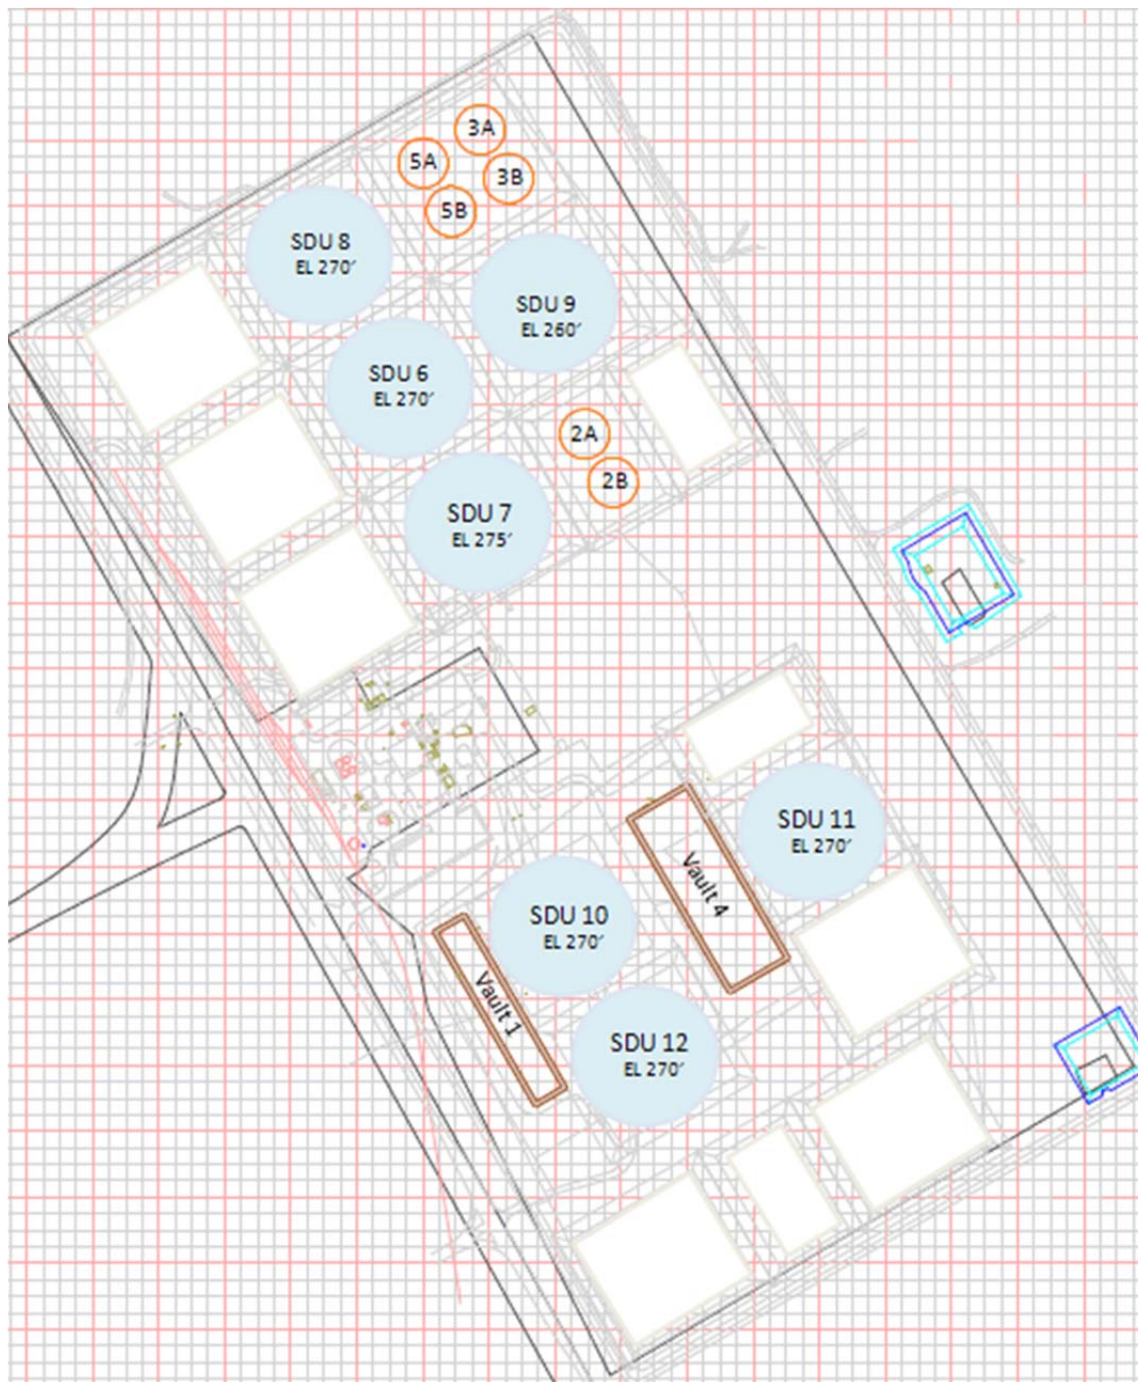 3A
5A
3B
5B
SDU 8
EL 270′
SDU 9
EL 260′
SDU 6
EL 270′
2A
2B
SDU 7
EL 275′
SDU 11
EL 270′
Vault 4
SDU 10
EL 270′
Vault 1
SDU 12
EL 270′